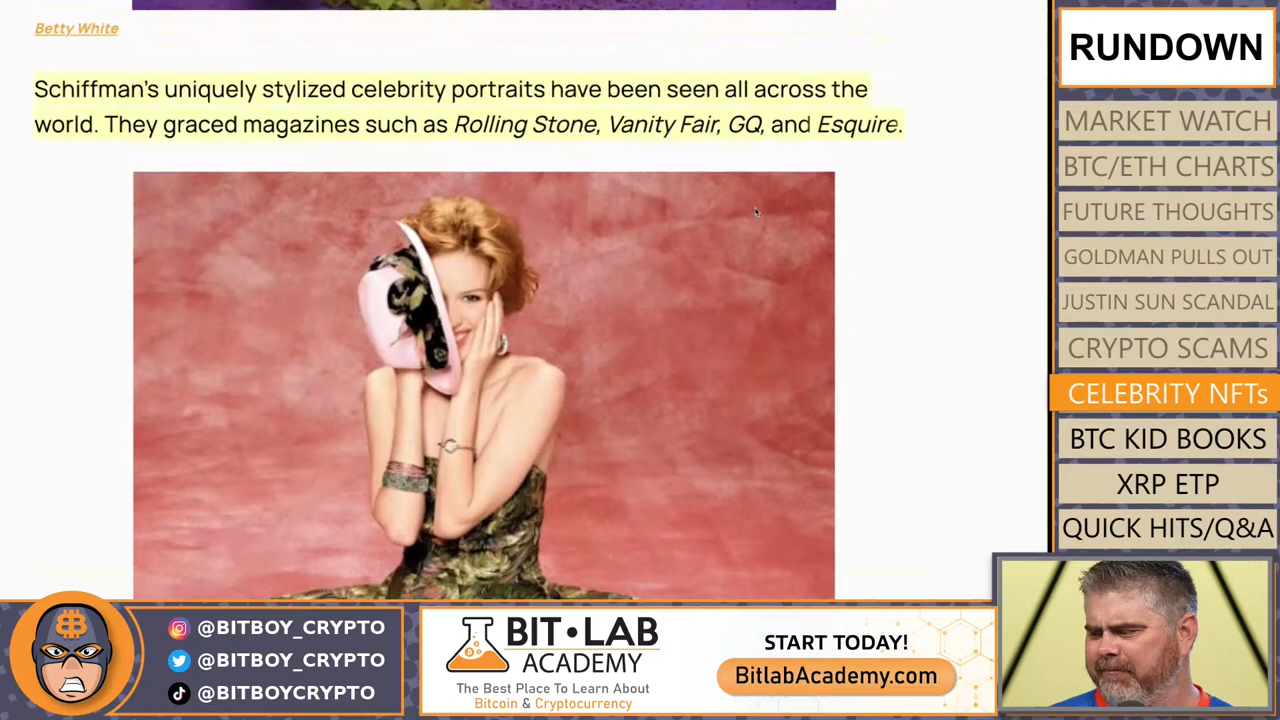 Betty White
Schiffman's uniquely stylized celebrity portraits have been seen all across the
world. They graced magazines such as Rolling Stone, Vanity Fair, GQ, and Esquire.
RUNDOWN
MARKET WATCH
BTC/ETH CHARTS
FUTURE THOUGHTS
GOLDMAN PULLS OUT
JUSTIN SUN SCANDAL
CRYPTO SCAMS
CELEBRITY NFTs
BTC KID BOOKS
XRP ETP
QUICK HITS/Q&A
@BITBOY_CRYPTO
@BITBOY_CRYPTO
@BITBOYCRYPTO
BIT•LAB
ACADEMY
The Best Place To Learn About
Bitcoin & Cryptocurrency
START TODAY!
BitlabAcademy.com